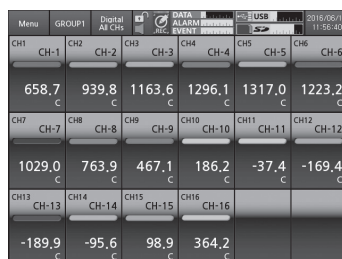 Menu GROUP1 Digital All CHs REC. DATA ALARM USB 2016/06/1
11:56:40
CH1 CH-1 CH2 CH-2 CH3 CH-3 CH4 CH-4 CH5 CH-5 CH6 CH-6
658.7 939.8 1163.6 1296.1 1317.0 1223.2
C C C C C C
CH7 CH-7 CH8 CH-8 CH9 CH-9 CH10 CH-10 CH11 CH-11 CH12 CH-12
1029.0 763.9 467.1 186.2 -37.4 -169.4
C C C C C C
CH13 CH-13 CH14 CH-14 CH15 CH-15 CH16 CH-16
-189.9 -95.6 98.9 364.2
C C C C